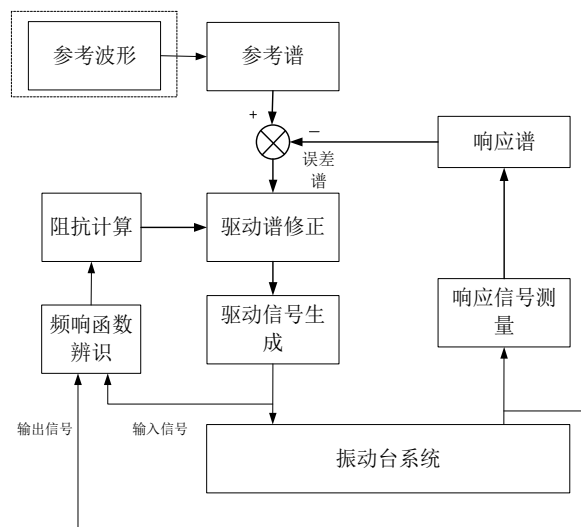 参考波形
参考谱
+
−
误差
谱
响应谱
阻抗计算
驱动谱修正
频响函数
辨识
驱动信号生
成
响应信号测
量
输出信号
输入信号
振动台系统